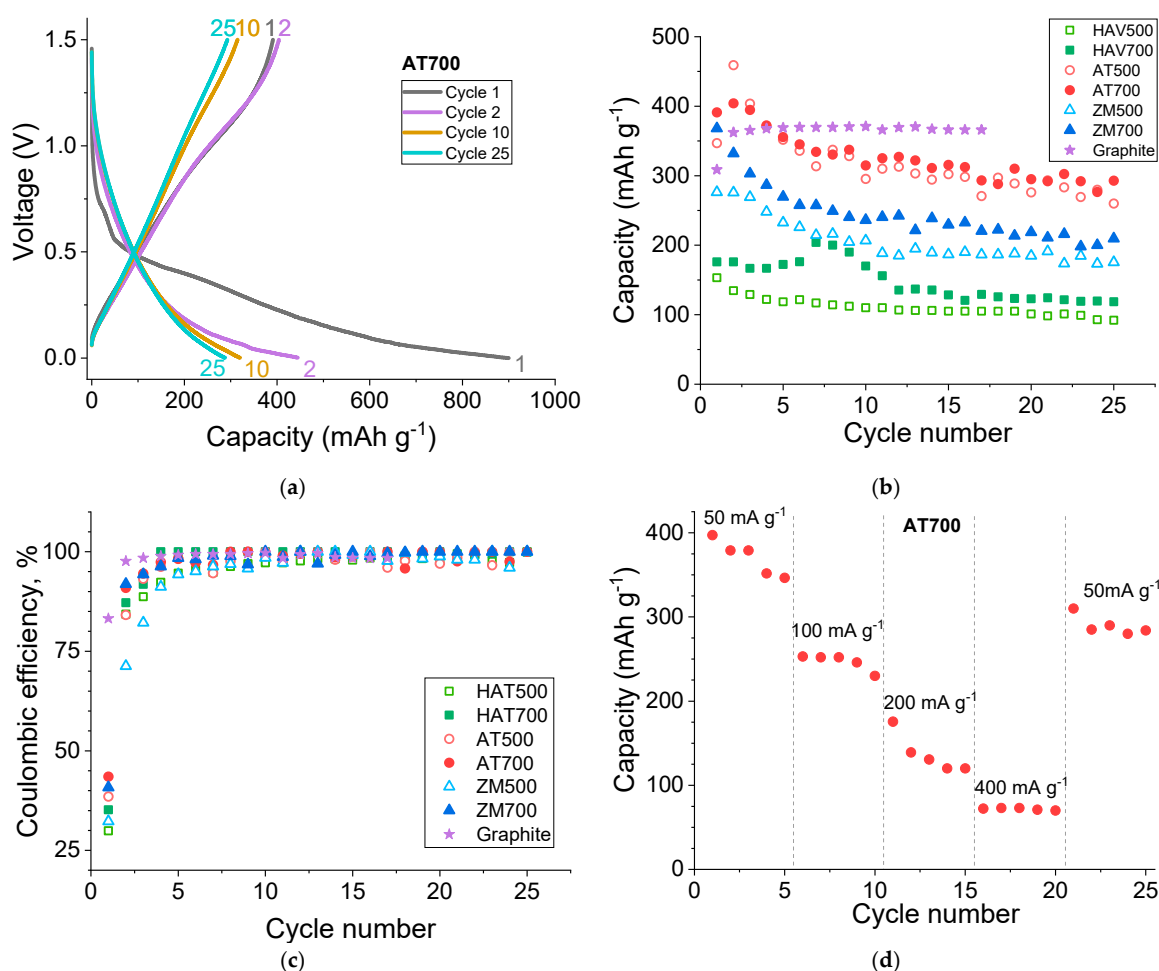 25 10 1 2
1.5
1.0
0.5
0.0
Voltage (V)
AT700
Cycle 1
Cycle 2
Cycle 10
Cycle 25
25 10 2 1
0 200 400 600 800 1000
Capacity (mAh g⁻¹)
(a)
500
400
300
200
100
0
Capacity (mAh g⁻¹)
HAV500
HAV700
AT500
AT700
ZM500
ZM700
Graphite
0 5 10 15 20 25
Cycle number
(b)
100
75
50
25
Coulombic efficiency, %
HAT500
HAT700
AT500
AT700
ZM500
ZM700
Graphite
0 5 10 15 20 25
Cycle number
(c)
400
300
200
100
0
Capacity (mAh g⁻¹)
50 mA g⁻¹
AT700
100 mA g⁻¹
200 mA g⁻¹
400 mA g⁻¹
50mA g⁻¹
0 5 10 15 20 25
Cycle number
(d)